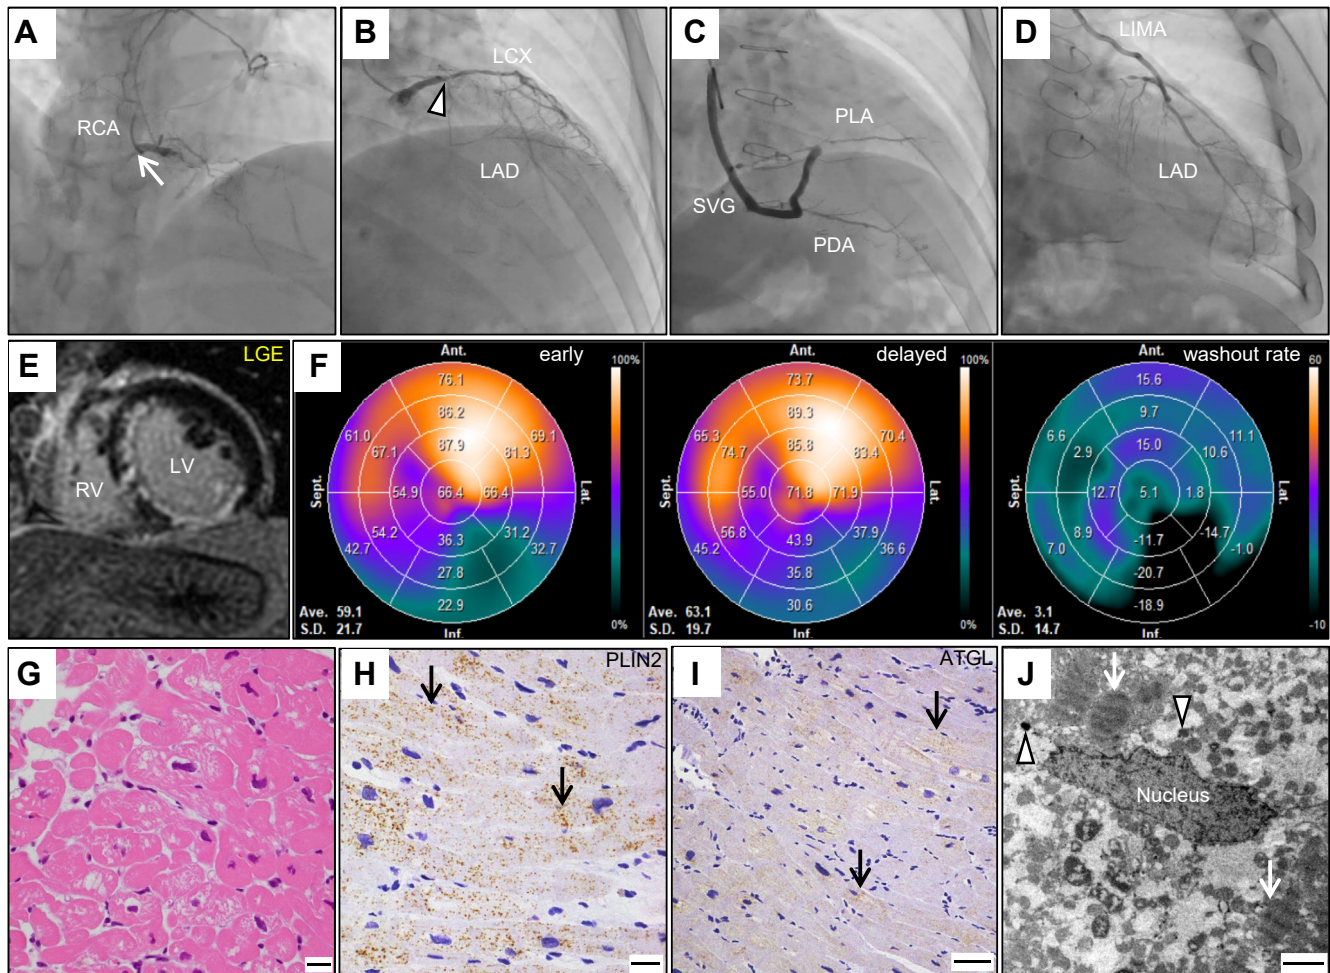 A
RCA
B
LCX
LAD
C
PLA
SVG
PDA
D
LIMA
LAD
E
LGE
LV
RV
F
Ant.
early
100%
76.1
86.2
61.0
69.1
67.1
87.9
81.3
Sept.
54.9
66.4
66.4
Lat.
54.2
31.2
42.7
36.3
32.7
27.8
22.9
Ave. 59.1
S.D. 21.7
Inf.
0%
Ant.
delayed
100%
73.7
89.3
65.3
70.4
74.7
85.8
83.4
Sept.
55.0
71.8
71.9
Lat.
56.8
37.9
45.2
43.9
36.6
35.8
30.6
Ave. 63.1
S.D. 19.7
Inf.
0%
Ant.
washout rate
60
15.6
9.7
6.6
11.1
2.9
15.0
10.6
Sept.
12.7
5.1
1.8
Lat.
8.9
-14.7
7.0
-11.7
-1.0
-20.7
-18.9
Ave. 3.1
S.D. 14.7
Inf.
-10
G
H
PLIN2
I
ATGL
J
Nucleus